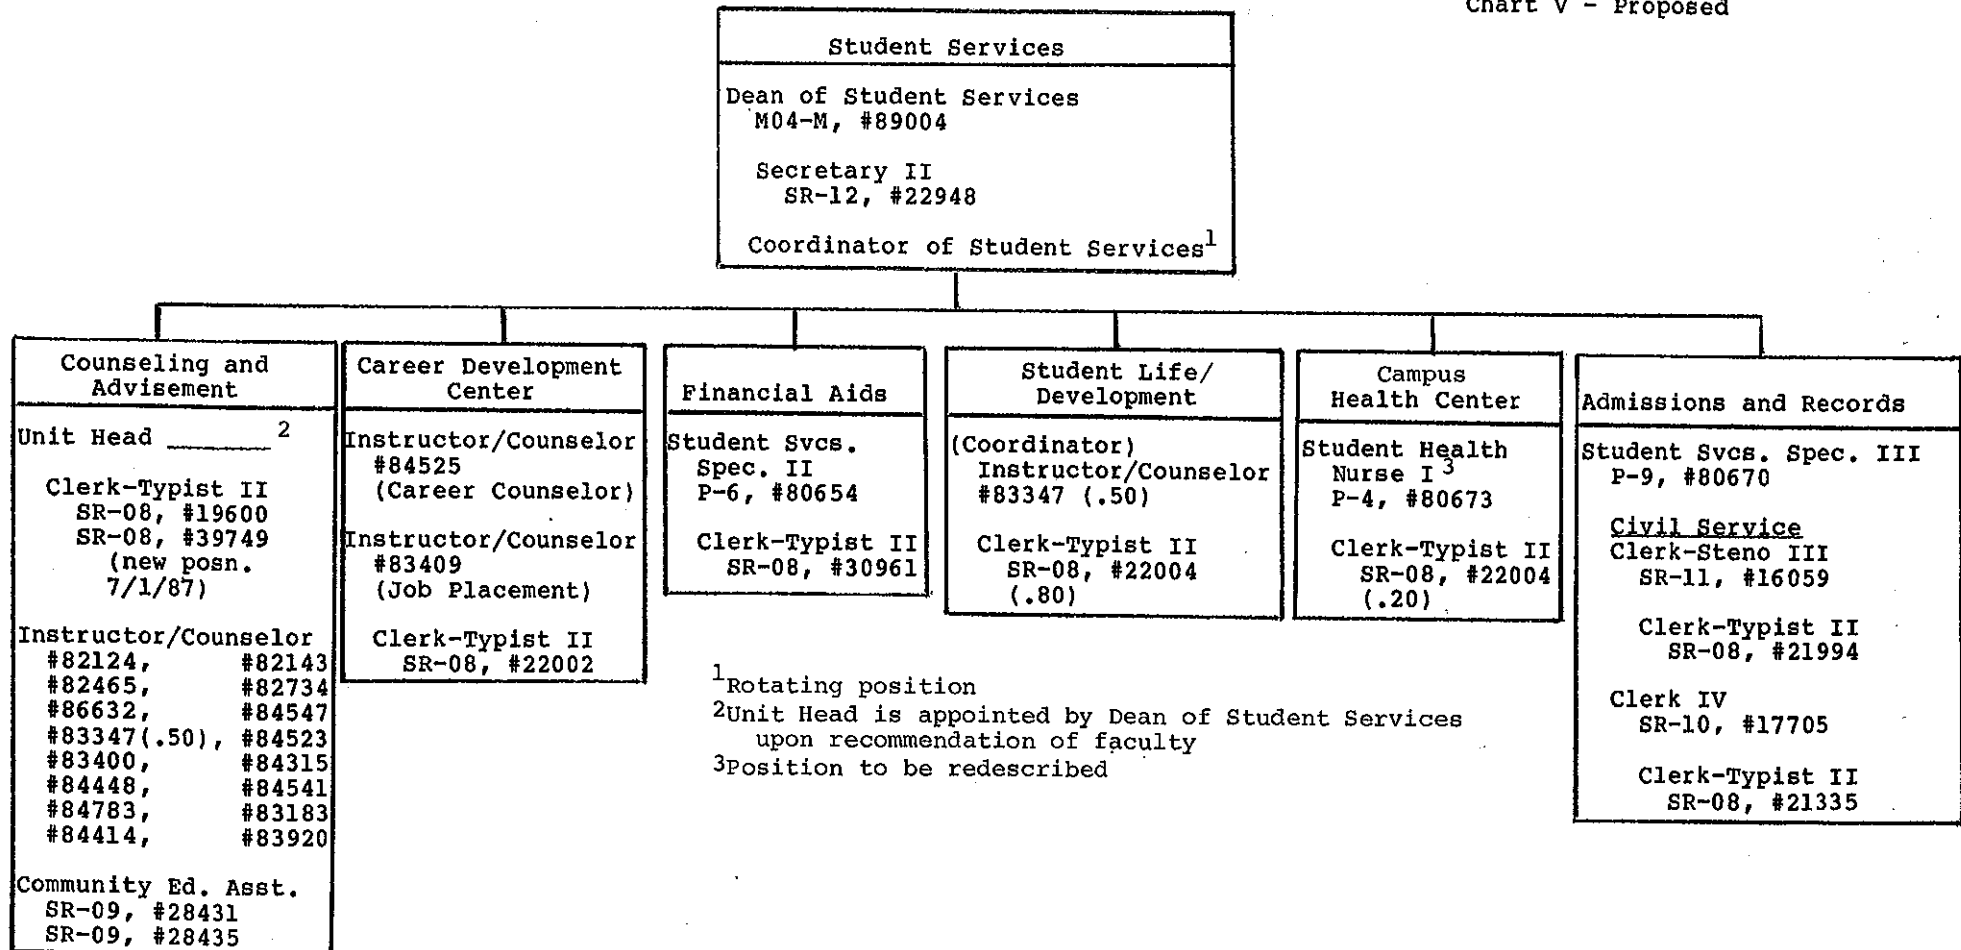 Chart V - Proposed
Student Services
Dean of Student Services
M04-M, #89004
Secretary II
SR-12, #22948
Coordinator of Student Services1
Counseling and
Advisement
Unit Head ________ 2
Clerk-Typist II
SR-08, #19600
SR-08, #39749
(new posn.
7/1/87)
Instructor/Counselor
#82124, #82143
#82465, #82734
#86632, #84547
#83347(.50), #84523
#83400, #84315
#84448, #84541
#84783, #83183
#84414, #83920
Community Ed. Asst.
SR-09, #28431
SR-09, #28435
Career Development
Center
Instructor/Counselor
#84525
(Career Counselor)
Instructor/Counselor
#83409
(Job Placement)
Clerk-Typist II
SR-08, #22002
Financial Aids
Student Svcs.
Spec. II
P-6, #80654
Clerk-Typist II
SR-08, #30961
Student Life/
Development
(Coordinator)
Instructor/Counselor
#83347 (.50)
Clerk-Typist II
SR-08, #22004
(.80)
Campus
Health Center
Student Health
Nurse I3
P-4, #80673
Clerk-Typist II
SR-08, #22004
(.20)
Admissions and Records
Student Svcs. Spec. III
P-9, #80670
Civil Service
Clerk-Steno III
SR-11, #16059
Clerk-Typist II
SR-08, #21994
Clerk IV
SR-10, #17705
Clerk-Typist II
SR-08, #21335
1Rotating position
2Unit Head is appointed by Dean of Student Services
upon recommendation of faculty
3Position to be redescribed